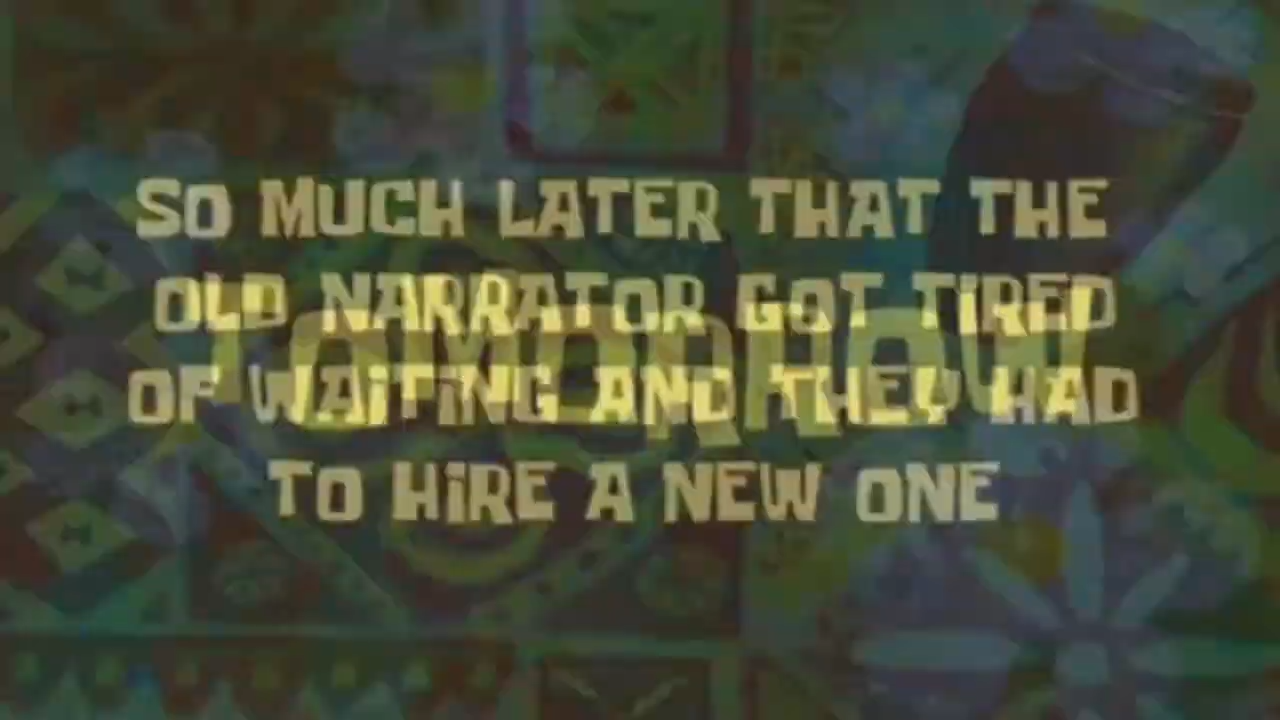 SO MUCH LATER THAT THE
OLD NARRATOR GOT TIRED
TOMORROW
OF WAITING AND THEY HAD
TO HIRE A NEW ONE